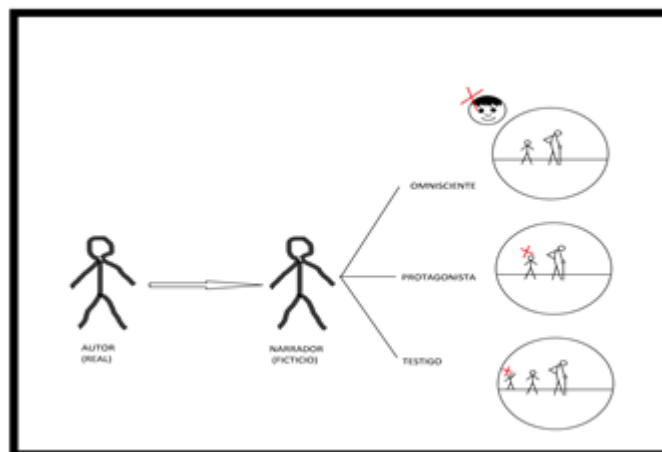 OMNISCIENTE
PROTAGONISTA
TESTIGO
AUTOR
(REAL)
NARRADOR
(FICTICIO)